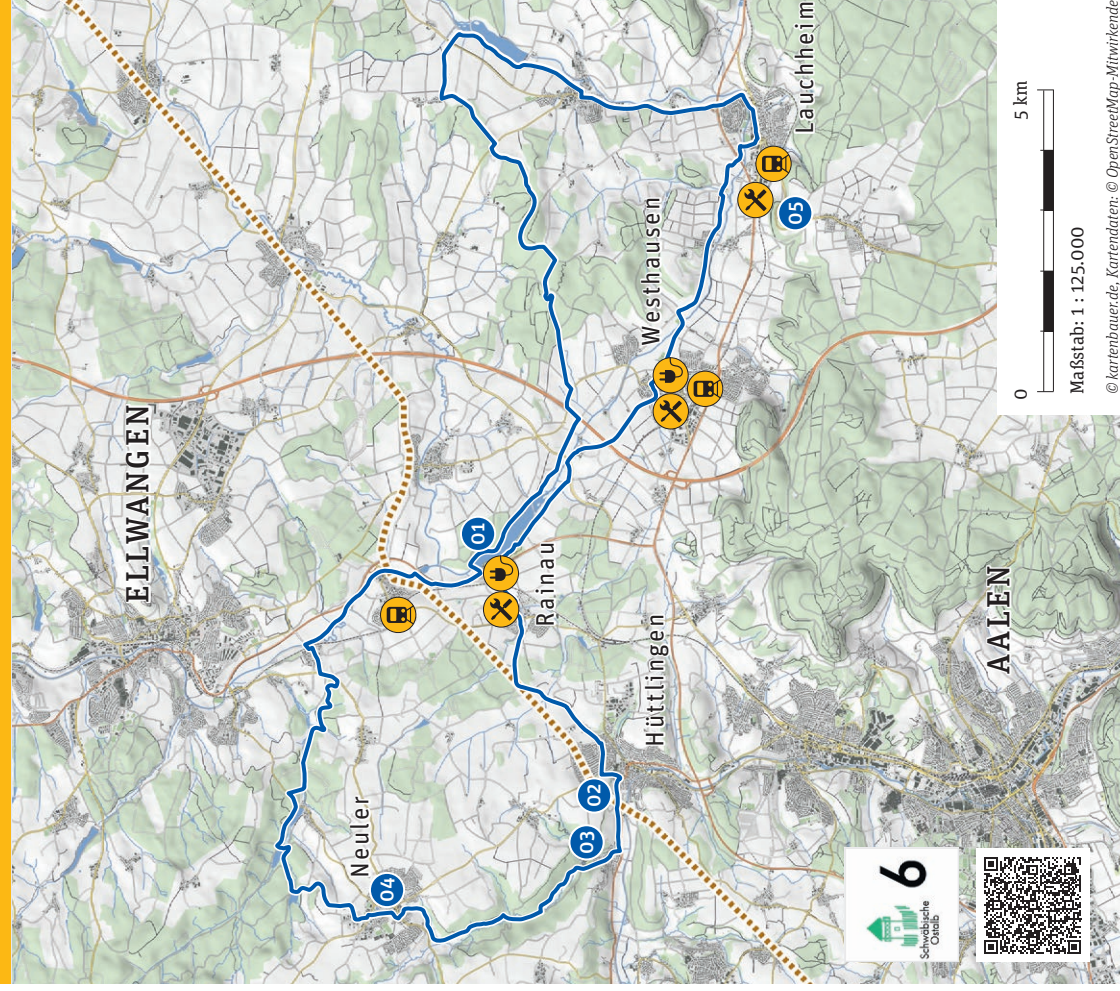 ELLWANGEN
Neuler
04
01
Rainau
03
02
Hüttlingen
Westhausen
Lauchheim
05
AALEN
Schwäbische
Ostalb
6
0
5 km
Maßstab: 1 : 125.000
© kartenbauer.de, Kartendaten: © OpenStreetMap-Mitwirkende